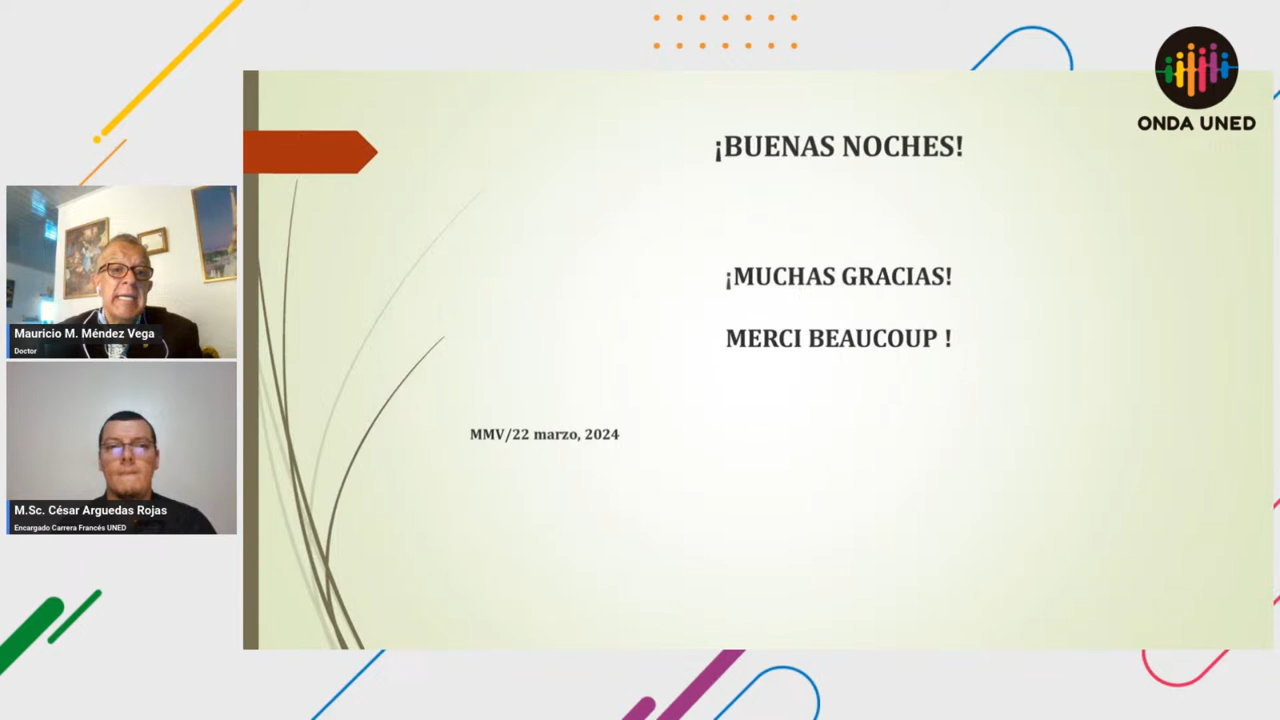 ONDA UNED
¡BUENAS NOCHES!
¡MUCHAS GRACIAS!
MERCI BEAUCOUP !
MMV/22 marzo, 2024
Mauricio M. Méndez Vega
Doctor
M.Sc. César Arguedas Rojas
Encargado Carrera Francés UNED